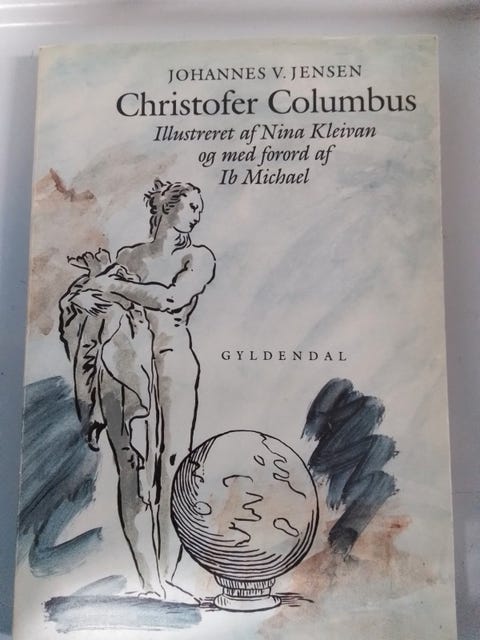 JOHANNES V. JENSEN
Christofer Columbus
Illustreret af Nina Kleivan
og med forord af
Ib Michael
GYLDENDAL